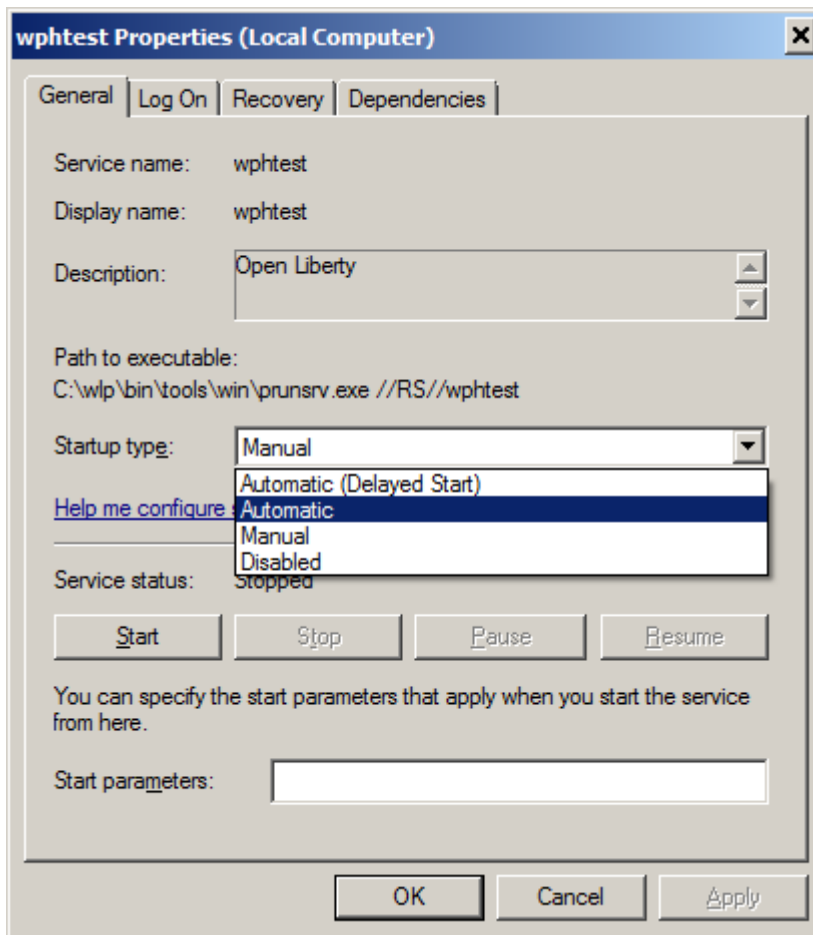 wphtest Properties (Local Computer)
General Log On Recovery Dependencies
Service name: wphtest
Display name: wphtest
Description: Open Liberty
Path to executable:
C:\wlp\bin\tools\win\prunsrv.exe //RS//wphtest
Startup type: Manual
Automatic (Delayed Start)
Help me configure Automatic
Manual
Disabled
Service status: Stopped
Start Stop Pause Resume
You can specify the start parameters that apply when you start the service
from here.
Start parameters:
OK Cancel Apply